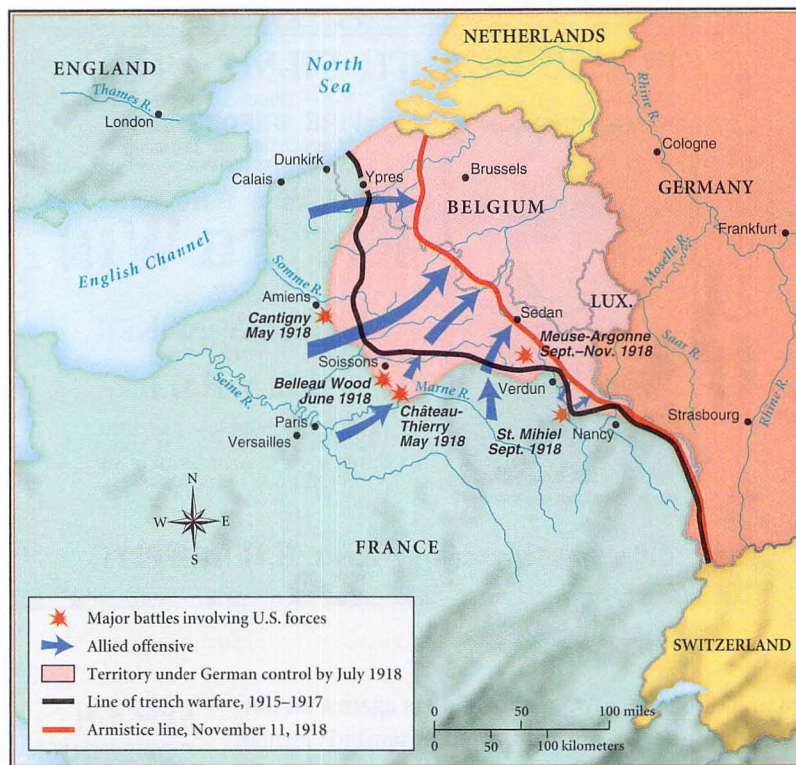 NETHERLANDS
ENGLAND
North
Sea
Thames R.
London
Rhine R.
Cologne
Dunkirk
Calais
Ypres
Brussels
GERMANY
BELGIUM
Frankfurt
English Channel
Moselle R.
Somme R.
LUX.
Amiens
Sedan
Cantigny
May 1918
Meuse-Argonne
Sept.–Nov. 1918
Saar R.
Soissons
Seine R.
Belleau Wood
June 1918
Marne R.
Verdun
Rhine R.
Château-
Thierry
May 1918
Paris
Versailles
St. Mihiel
Sept. 1918
Nancy
Strasbourg
N
W
E
S
FRANCE
Major battles involving U.S. forces
Allied offensive
Territory under German control by July 1918
Line of trench warfare, 1915–1917
Armistice line, November 11, 1918
SWITZERLAND
0 50 100 miles
0 50 100 kilometers